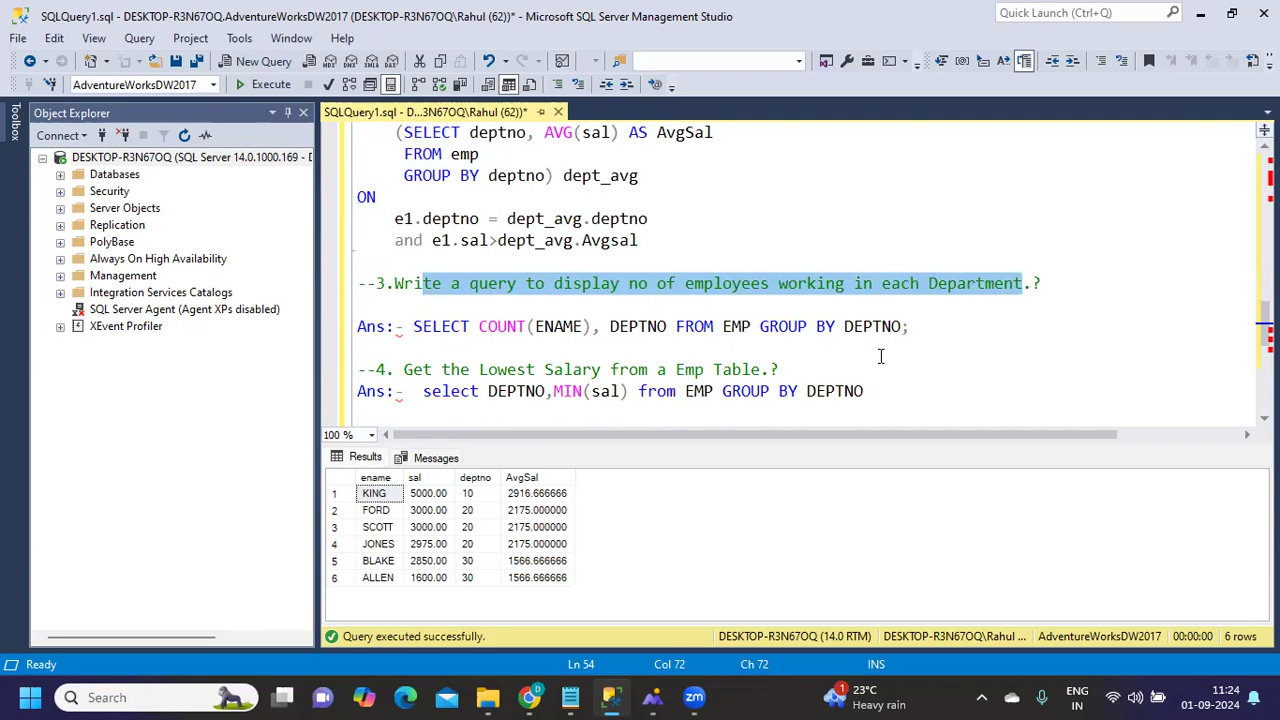 SQLQuery1.sql - DESKTOP-R3N67OQ.AdventureWorksDW2017 (DESKTOP-R3N67OQ\Rahul (62))* - Microsoft SQL Server Management Studio
Quick Launch (Ctrl+Q)
File Edit View Query Project Tools Window Help
New Query
AdventureWorksDW2017 Execute
Toolbox
Object Explorer
Connect
DESKTOP-R3N67OQ (SQL Server 14.0.1000.169 - D
Databases
Security
Server Objects
Replication
PolyBase
Always On High Availability
Management
Integration Services Catalogs
SQL Server Agent (Agent XPs disabled)
XEvent Profiler
SQLQuery1.sql - D...3N67OQ\Rahul (62))*
(SELECT deptno, AVG(sal) AS AvgSal
FROM emp
GROUP BY deptno) dept_avg
ON
e1.deptno = dept_avg.deptno
and e1.sal>dept_avg.Avgsal
--3.Write a query to display no of employees working in each Department.?
Ans:- SELECT COUNT(ENAME), DEPTNO FROM EMP GROUP BY DEPTNO;
--4. Get the Lowest Salary from a Emp Table.?
Ans:- select DEPTNO,MIN(sal) from EMP GROUP BY DEPTNO
100 %
Results Messages
ename sal deptno AvgSal
1 KING 5000.00 10 2916.666666
2 FORD 3000.00 20 2175.000000
3 SCOTT 3000.00 20 2175.000000
4 JONES 2975.00 20 2175.000000
5 BLAKE 2850.00 30 1566.666666
6 ALLEN 1600.00 30 1566.666666
Query executed successfully. DESKTOP-R3N67OQ (14.0 RTM) DESKTOP-R3N67OQ\Rahul ... AdventureWorksDW2017 00:00:00 6 rows
Ready Ln 54 Col 72 Ch 72 INS
Search
zm
1
23°C
Heavy rain
ENG
IN
11:24
01-09-2024